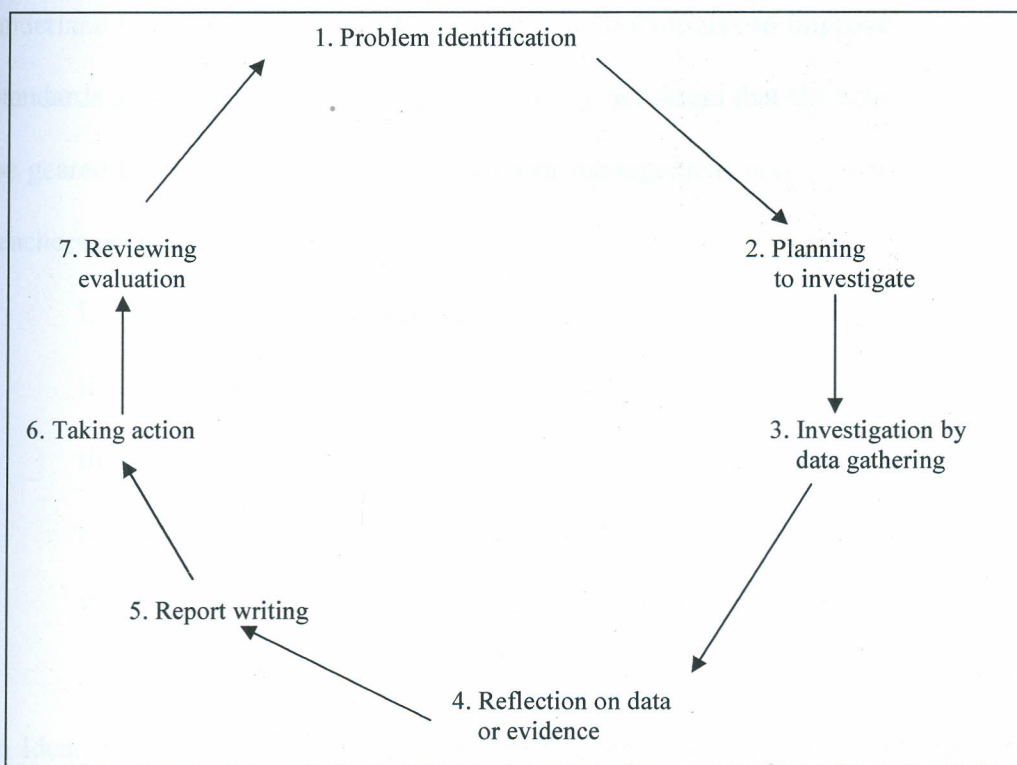 1. Problem identification
2. Planning
to investigate
3. Investigation by
data gathering
4. Reflection on data
or evidence
5. Report writing
6. Taking action
7. Reviewing
evaluation